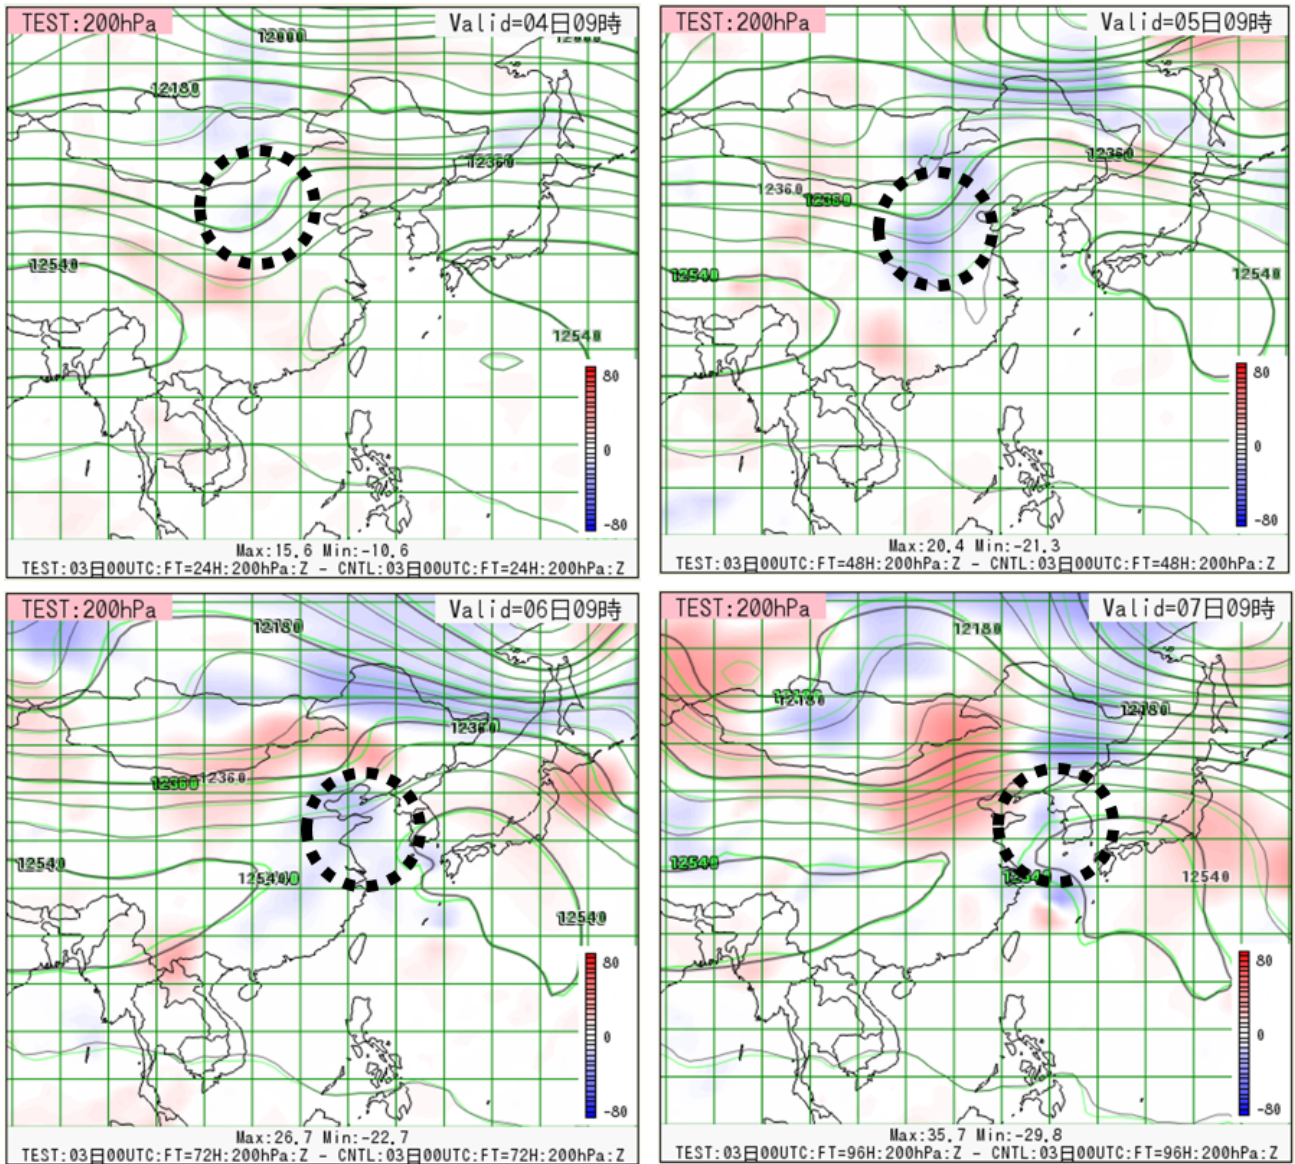 TEST:200hPa
Valid=04日09時
12000
12000
12180
12360
12540
12540
80
0
-80
Max:15.6 Min:-10.6
TEST:03日00UTC:FT=24H:200hPa:Z - CNTL:03日00UTC:FT=24H:200hPa:Z
TEST:200hPa
Valid=05日09時
12360
12360
12360
12540
12540
80
0
-80
Max:20.4 Min:-21.3
TEST:03日00UTC:FT=48H:200hPa:Z - CNTL:03日00UTC:FT=48H:200hPa:Z
TEST:200hPa
Valid=06日09時
12180
12360
12360
12360
12540
12540
80
0
-80
Max:26.7 Min:-22.7
TEST:03日00UTC:FT=72H:200hPa:Z - CNTL:03日00UTC:FT=72H:200hPa:Z
TEST:200hPa
Valid=07日09時
12180
12180
12180
12540
12540
80
0
-80
Max:35.7 Min:-29.8
TEST:03日00UTC:FT=96H:200hPa:Z - CNTL:03日00UTC:FT=96H:200hPa:Z